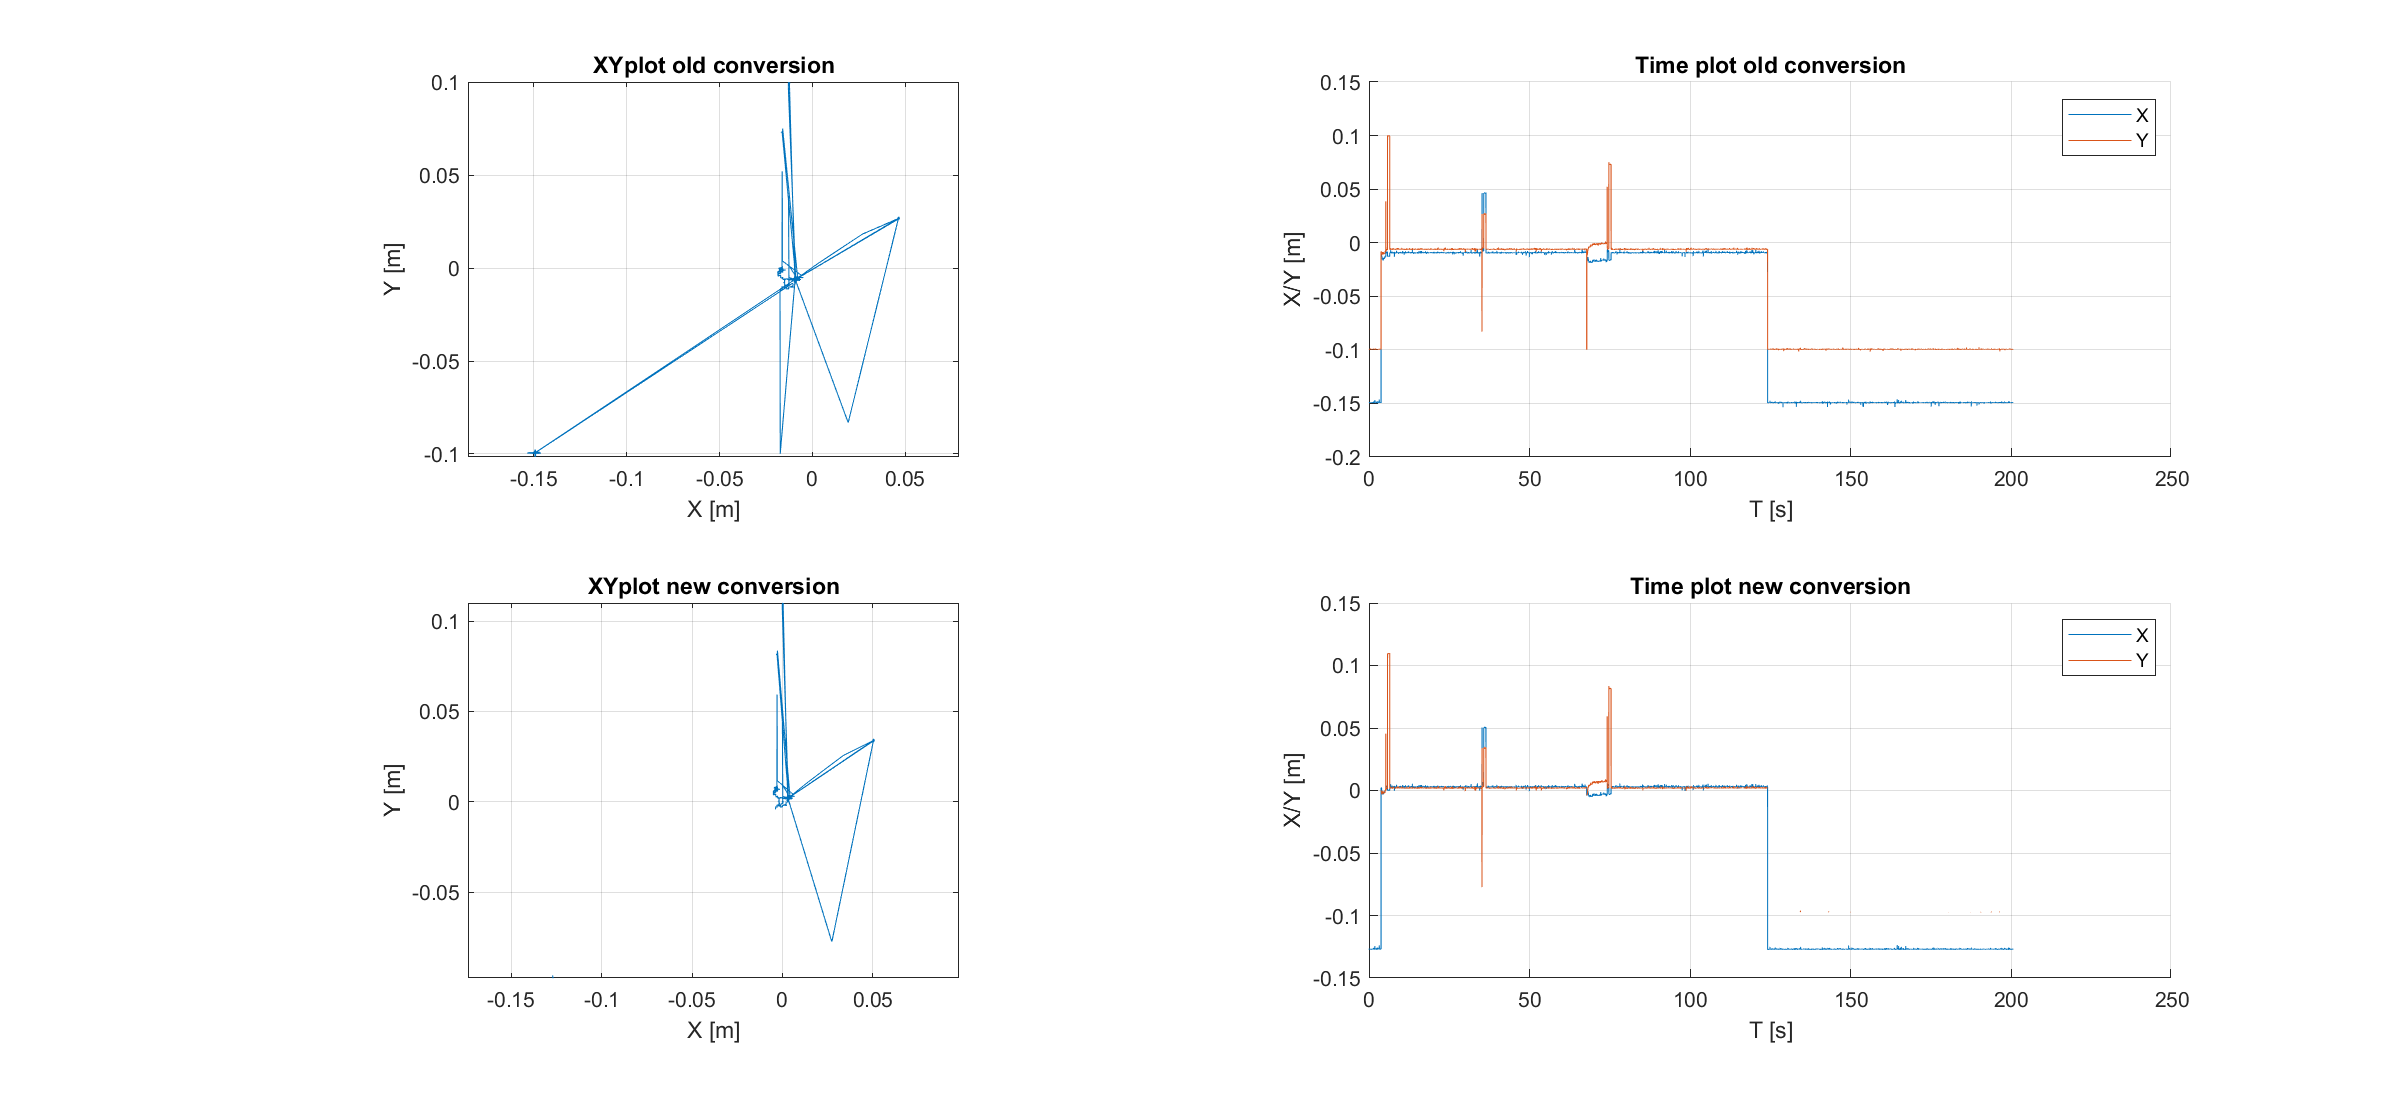 XYplot old conversion
0.1
0.05
0
-0.05
-0.1
Y [m]
-0.15 -0.1 -0.05 0 0.05
X [m]
Time plot old conversion
0.15
0.1
0.05
0
-0.05
-0.1
-0.15
-0.2
X/Y [m]
X
Y
0 50 100 150 200 250
T [s]
XYplot new conversion
0.1
0.05
0
-0.05
Y [m]
-0.15 -0.1 -0.05 0 0.05
X [m]
Time plot new conversion
0.15
0.1
0.05
0
-0.05
-0.1
-0.15
X/Y [m]
X
Y
0 50 100 150 200 250
T [s]